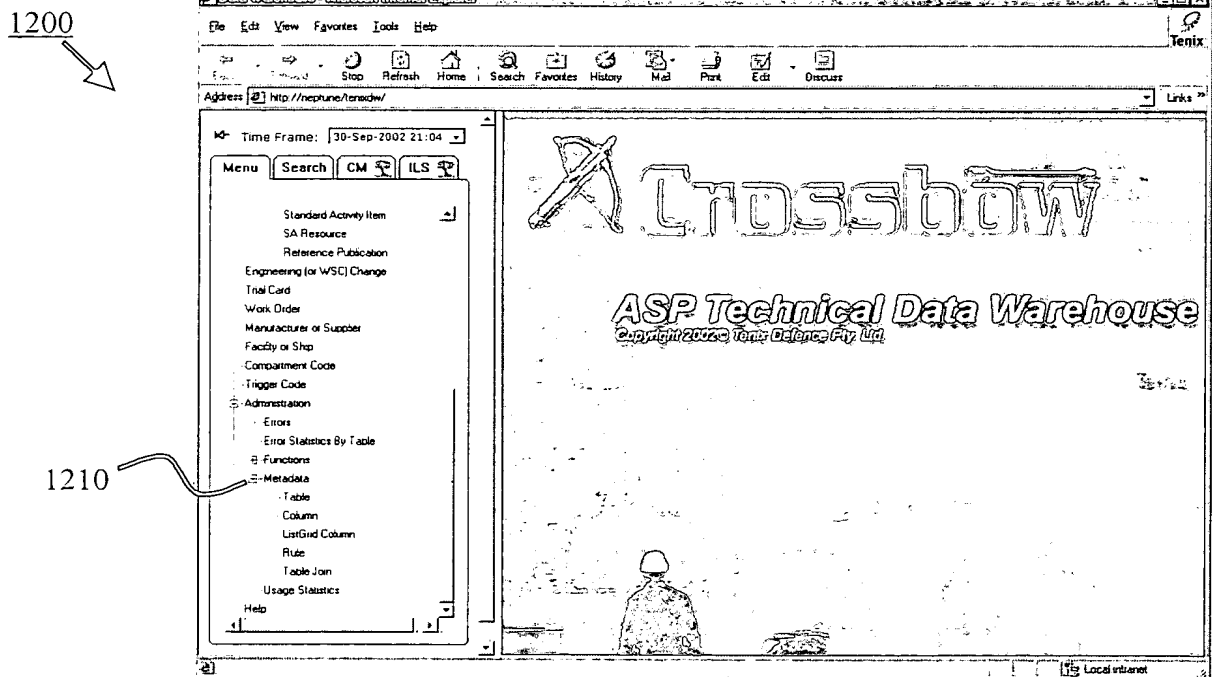 1200
File Edit View Favorites Tools Help
Tenix
Stop Refresh Home Search Favorites History Mail Print Edit Discuss
Address http://neptune/tenixdw/ Links »
Time Frame: 30-Sep-2002 21:04
Menu Search CM ILS
Standard Activity Item
SA Resource
Reference Publication
Engineering (or WSC) Change
Trial Card
Work Order
Manufacturer or Supplier
Facility or Ship
Compartment Code
Trigger Code
Administration
Errors
Error Statistics By Table
Functions
1210
Metadata
Table
Column
ListGrid Column
Rule
Table Join
Usage Statistics
Help
Crossbow
ASP Technical Data Warehouse
Copyright 2002© Tenix Defence Pty. Ltd.
Local intranet